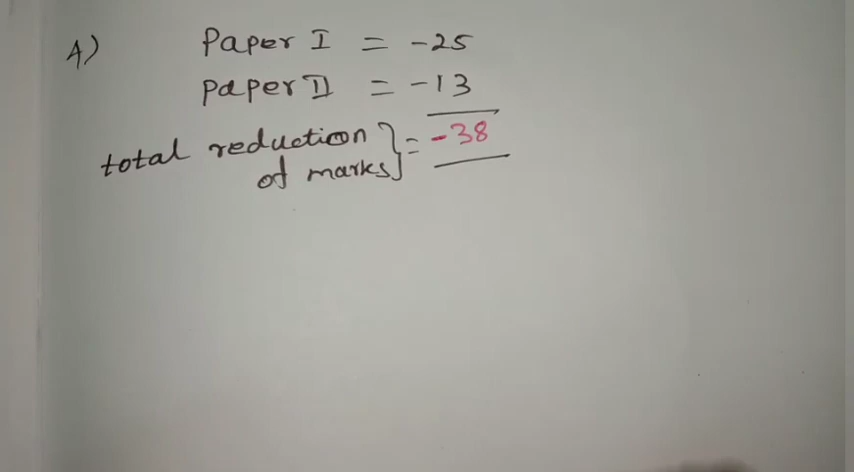 A) Paper I = -25
paper II = -13
total reduction } = -38
of marks